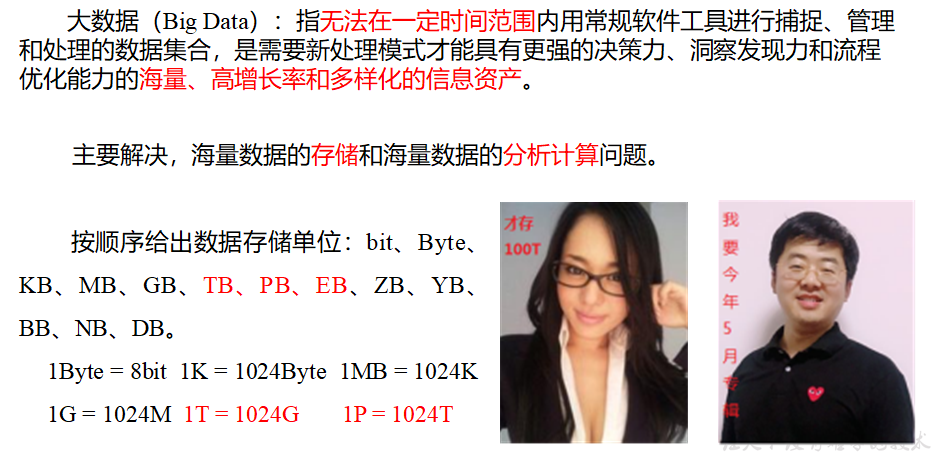 大数据（Big Data）：指无法在一定时间范围内用常规软件工具进行捕捉、管理
和处理的数据集合，是需要新处理模式才能具有更强的决策力、洞察发现力和流程
优化能力的海量、高增长率和多样化的信息资产。
主要解决，海量数据的存储和海量数据的分析计算问题。
按顺序给出数据存储单位：bit、Byte、
KB、MB、GB、TB、PB、EB、ZB、YB、
BB、NB、DB。
1Byte = 8bit 1K = 1024Byte 1MB = 1024K
1G = 1024M 1T = 1024G 1P = 1024T
才存
100T
我要今年5月专辑